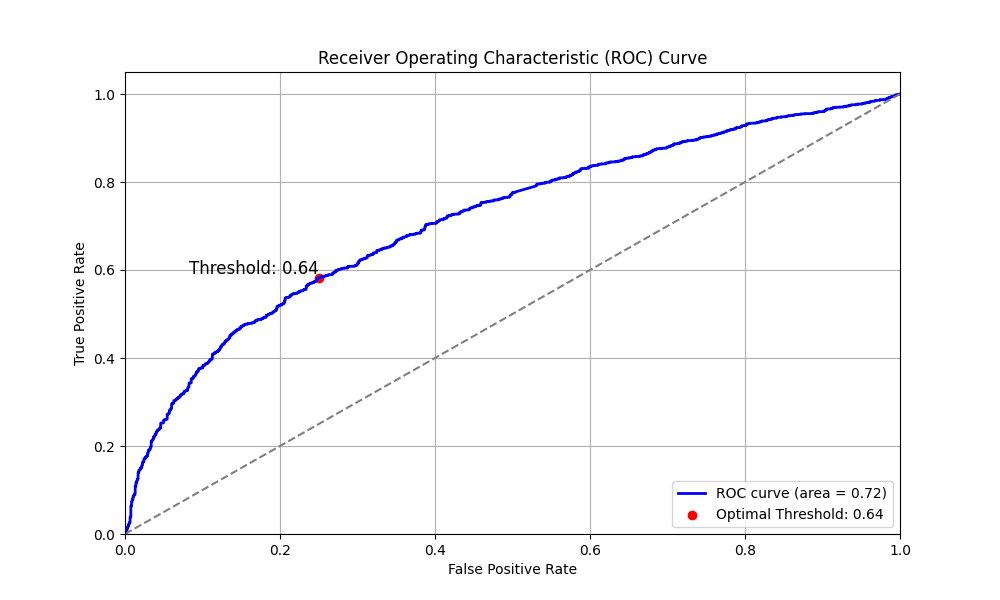 Receiver Operating Characteristic (ROC) Curve
True Positive Rate
1.0
0.8
0.6
0.4
0.2
0.0
Threshold: 0.64
ROC curve (area = 0.72)
Optimal Threshold: 0.64
0.0 0.2 0.4 0.6 0.8 1.0
False Positive Rate